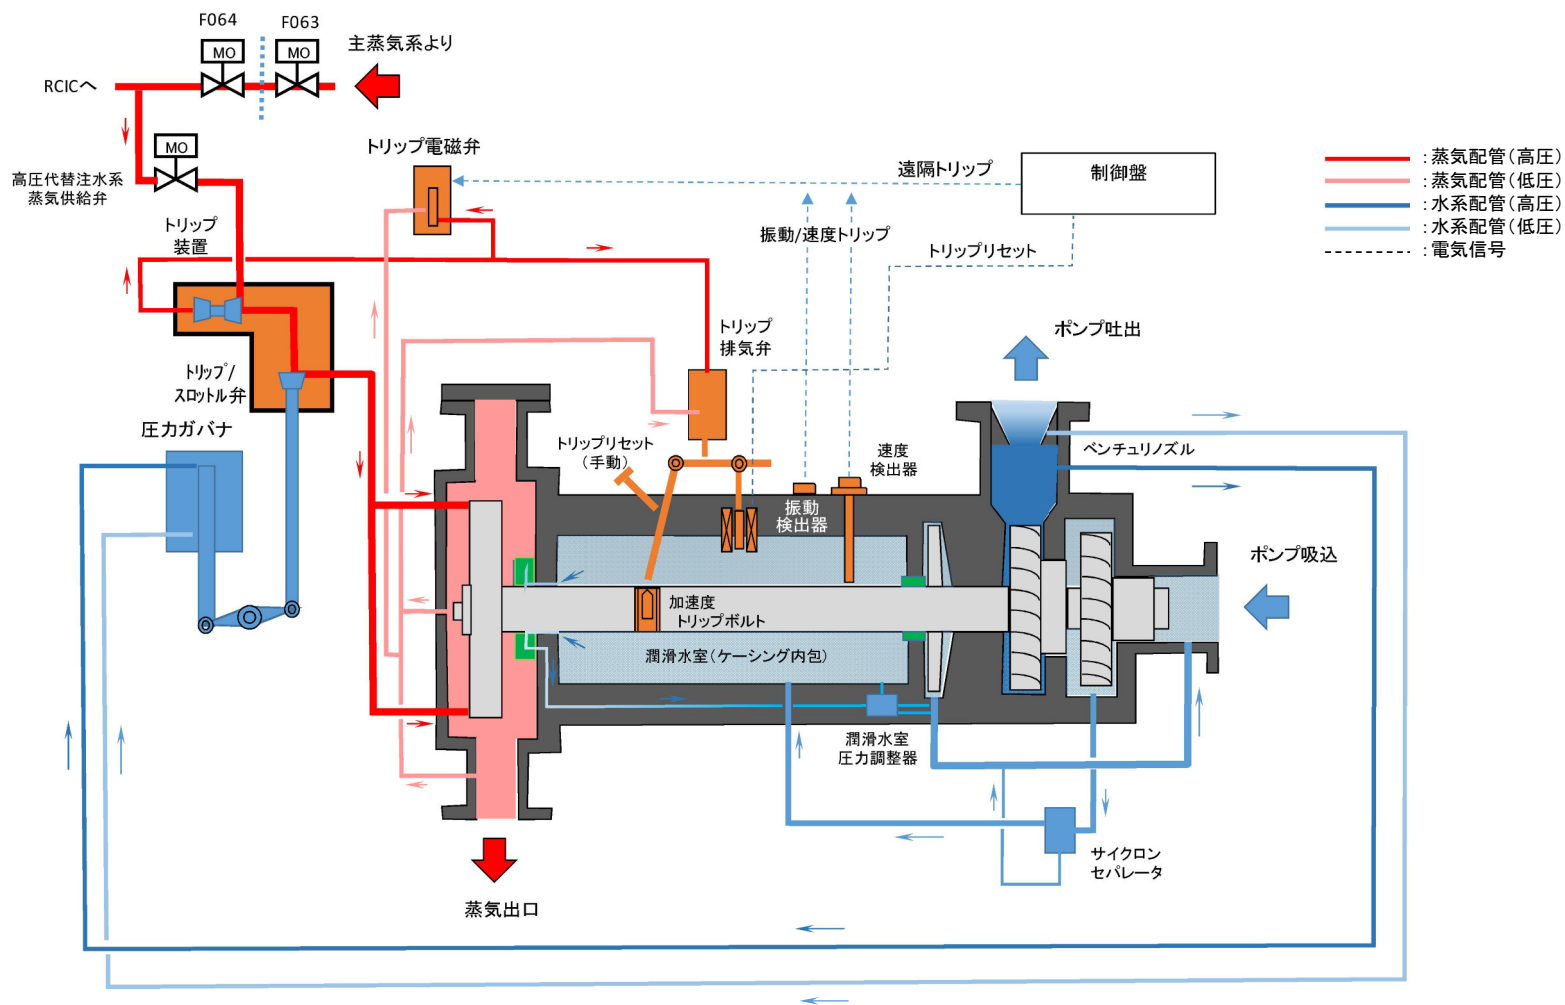 F064
F063
主蒸気系より
MO
MO
RCICへ
MO
高圧代替注水系
蒸気供給弁
トリップ
装置
トリップ電磁弁
遠隔トリップ
制御盤
振動/速度トリップ
トリップリセット
:蒸気配管(高圧)
:蒸気配管(低圧)
:水系配管(高圧)
:水系配管(低圧)
:電気信号
トリップ/
スロットル弁
圧力ガバナ
トリップ
排気弁
ポンプ吐出
トリップリセット
(手動)
速度
検出器
振動
検出器
ベンチュリノズル
ポンプ吸込
加速度
トリップボルト
潤滑水室(ケーシング内包)
潤滑水室
圧力調整器
サイクロン
セパレータ
蒸気出口